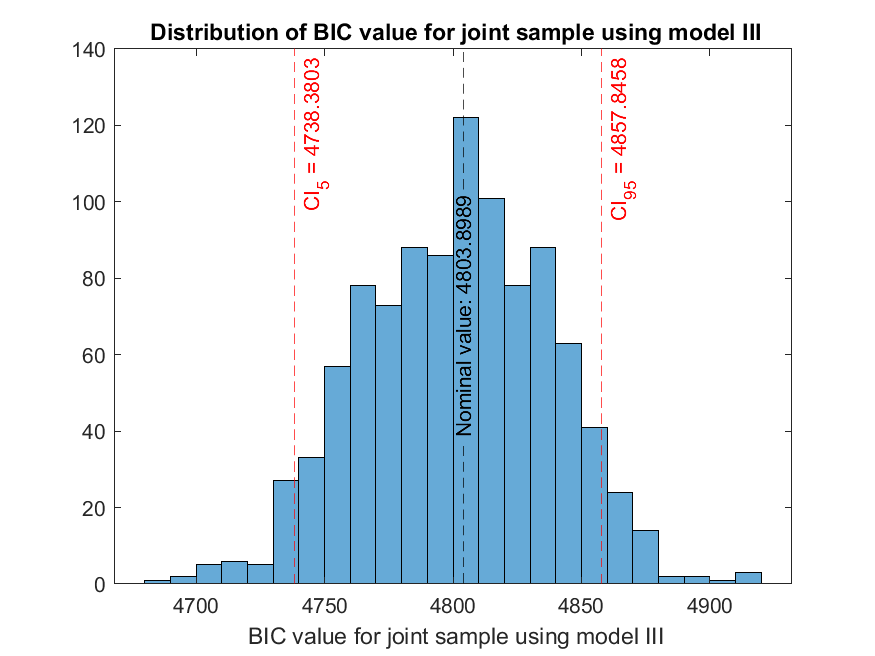 Distribution of BIC value for joint sample using model III
140
120
100
80
60
40
20
0
CI5 = 4738.3803
Nominal value: 4803.8989
CI95 = 4857.8458
4700
4750
4800
4850
4900
BIC value for joint sample using model III